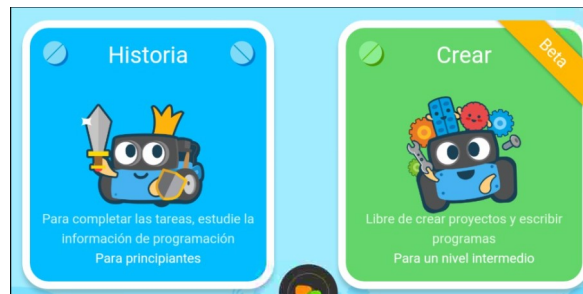 Historia
Para completar las tareas, estudie la
información de programación
Para principiantes
Crear
Beta
Libre de crear proyectos y escribir
programas
Para un nivel intermedio